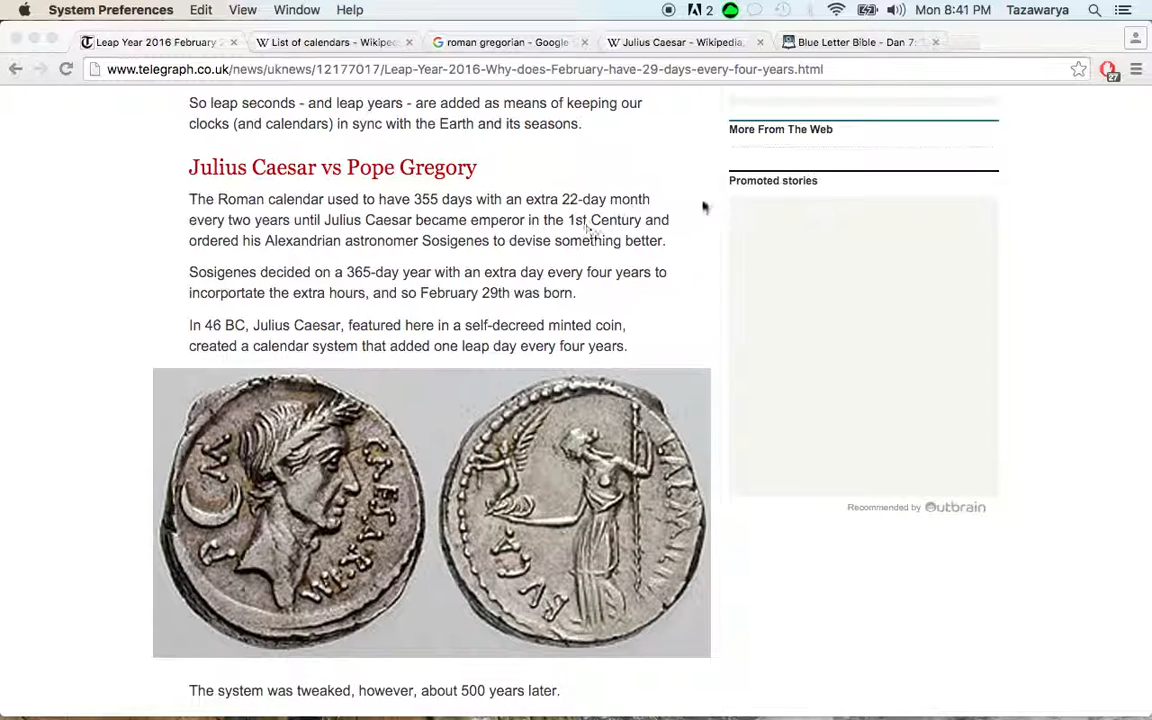 System Preferences Edit View Window Help 2 Mon 8:41 PM Tazawarya
Leap Year 2016 February 2 List of calendars - Wikipe roman gregorian - Google Julius Caesar - Wikipedia, Blue Letter Bible - Dan 7:
www.telegraph.co.uk/news/uknews/12177017/Leap-Year-2016-Why-does-February-have-29-days-every-four-years.html 27
So leap seconds - and leap years - are added as means of keeping our
clocks (and calendars) in sync with the Earth and its seasons.
Julius Caesar vs Pope Gregory
The Roman calendar used to have 355 days with an extra 22-day month
every two years until Julius Caesar became emperor in the 1st Century and
ordered his Alexandrian astronomer Sosigenes to devise something better.
Sosigenes decided on a 365-day year with an extra day every four years to
incorportate the extra hours, and so February 29th was born.
In 46 BC, Julius Caesar, featured here in a self-decreed minted coin,
created a calendar system that added one leap day every four years.
CAESAR·IM
P
M
The system was tweaked, however, about 500 years later.
More From The Web
Promoted stories
Recommended by Outbrain